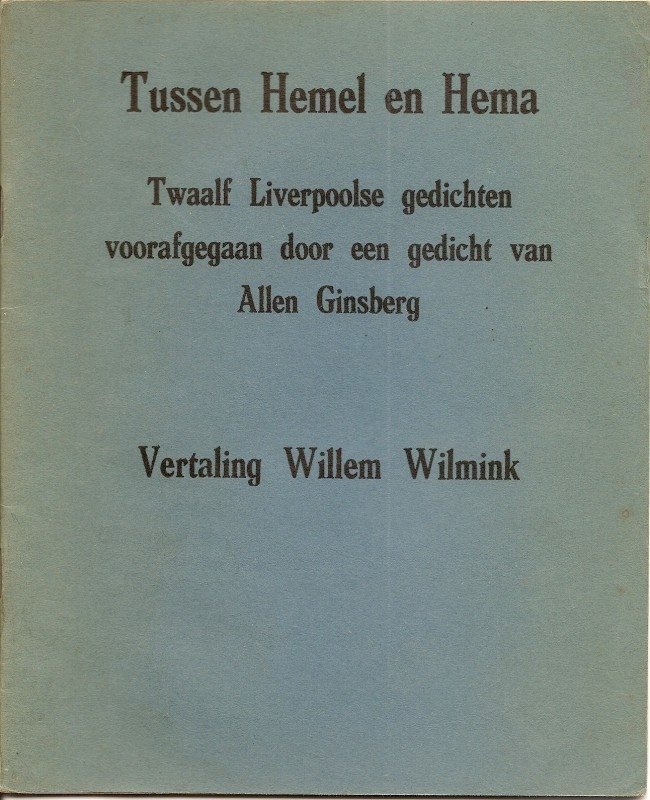 Tussen Hemel en Hema
Twaalf Liverpoolse gedichten
voorafgegaan door een gedicht van
Allen Ginsberg
Vertaling Willem Wilmink